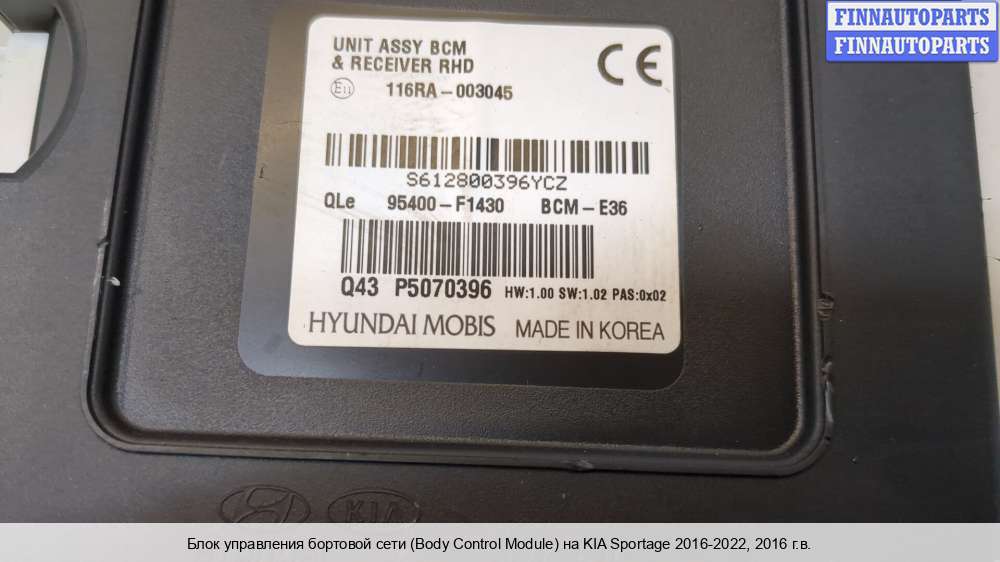 FINNAUTOPARTS
FINNAUTOPARTS
UNIT ASSY BCM
& RECEIVER RHD
E11 116RA-003045
CE
S612800396YCZ
QLe 95400-F1430 BCM-E36
Q43 P5070396 HW:1.00 SW:1.02 PAS:0x02
HYUNDAI MOBIS MADE IN KOREA
KIA
Блок управления бортовой сети (Body Control Module) на KIA Sportage 2016-2022, 2016 г.в.